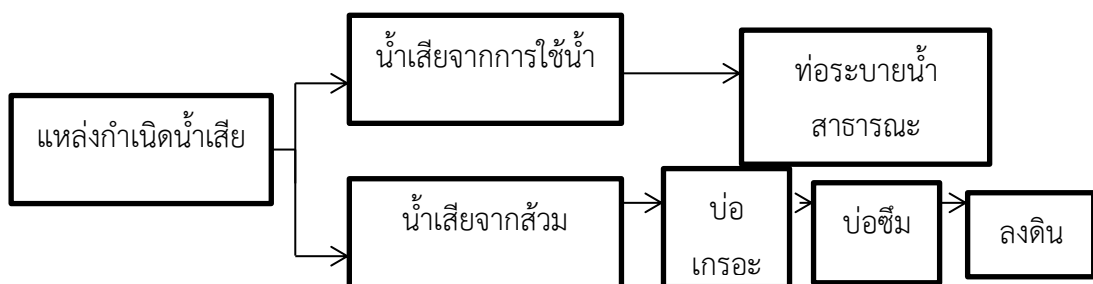 น้ำเสียจากการใช้น้ำ
ท่อระบายน้ำ
สาธารณะ
แหล่งกำเนิดน้ำเสีย
น้ำเสียจากส้วม
บ่อ
เกรอะ
บ่อซึม
ลงดิน